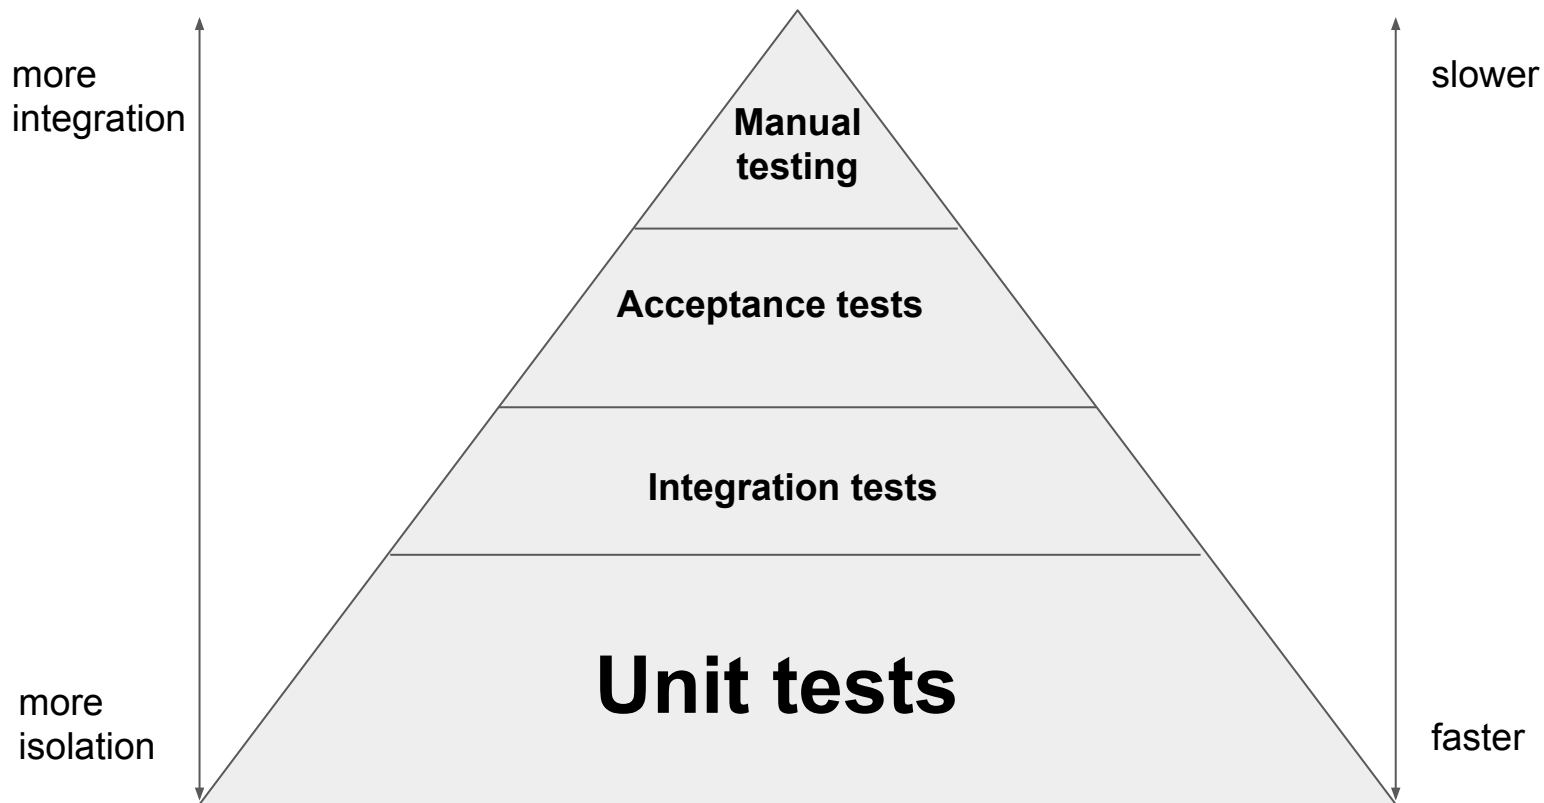 more
integration
slower
Manual
testing
Acceptance tests
Integration tests
Unit tests
more
isolation
faster